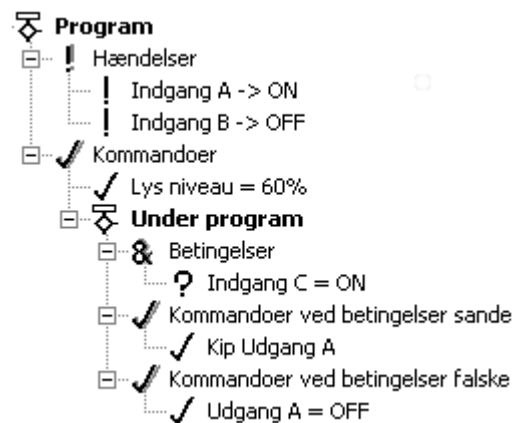 Program
Hændelser
Indgang A -> ON
Indgang B -> OFF
Kommandoer
Lys niveau = 60%
Under program
& Betingelser
? Indgang C = ON
Kommandoer ved betingelser sande
Kip Udgang A
Kommandoer ved betingelser falske
Udgang A = OFF